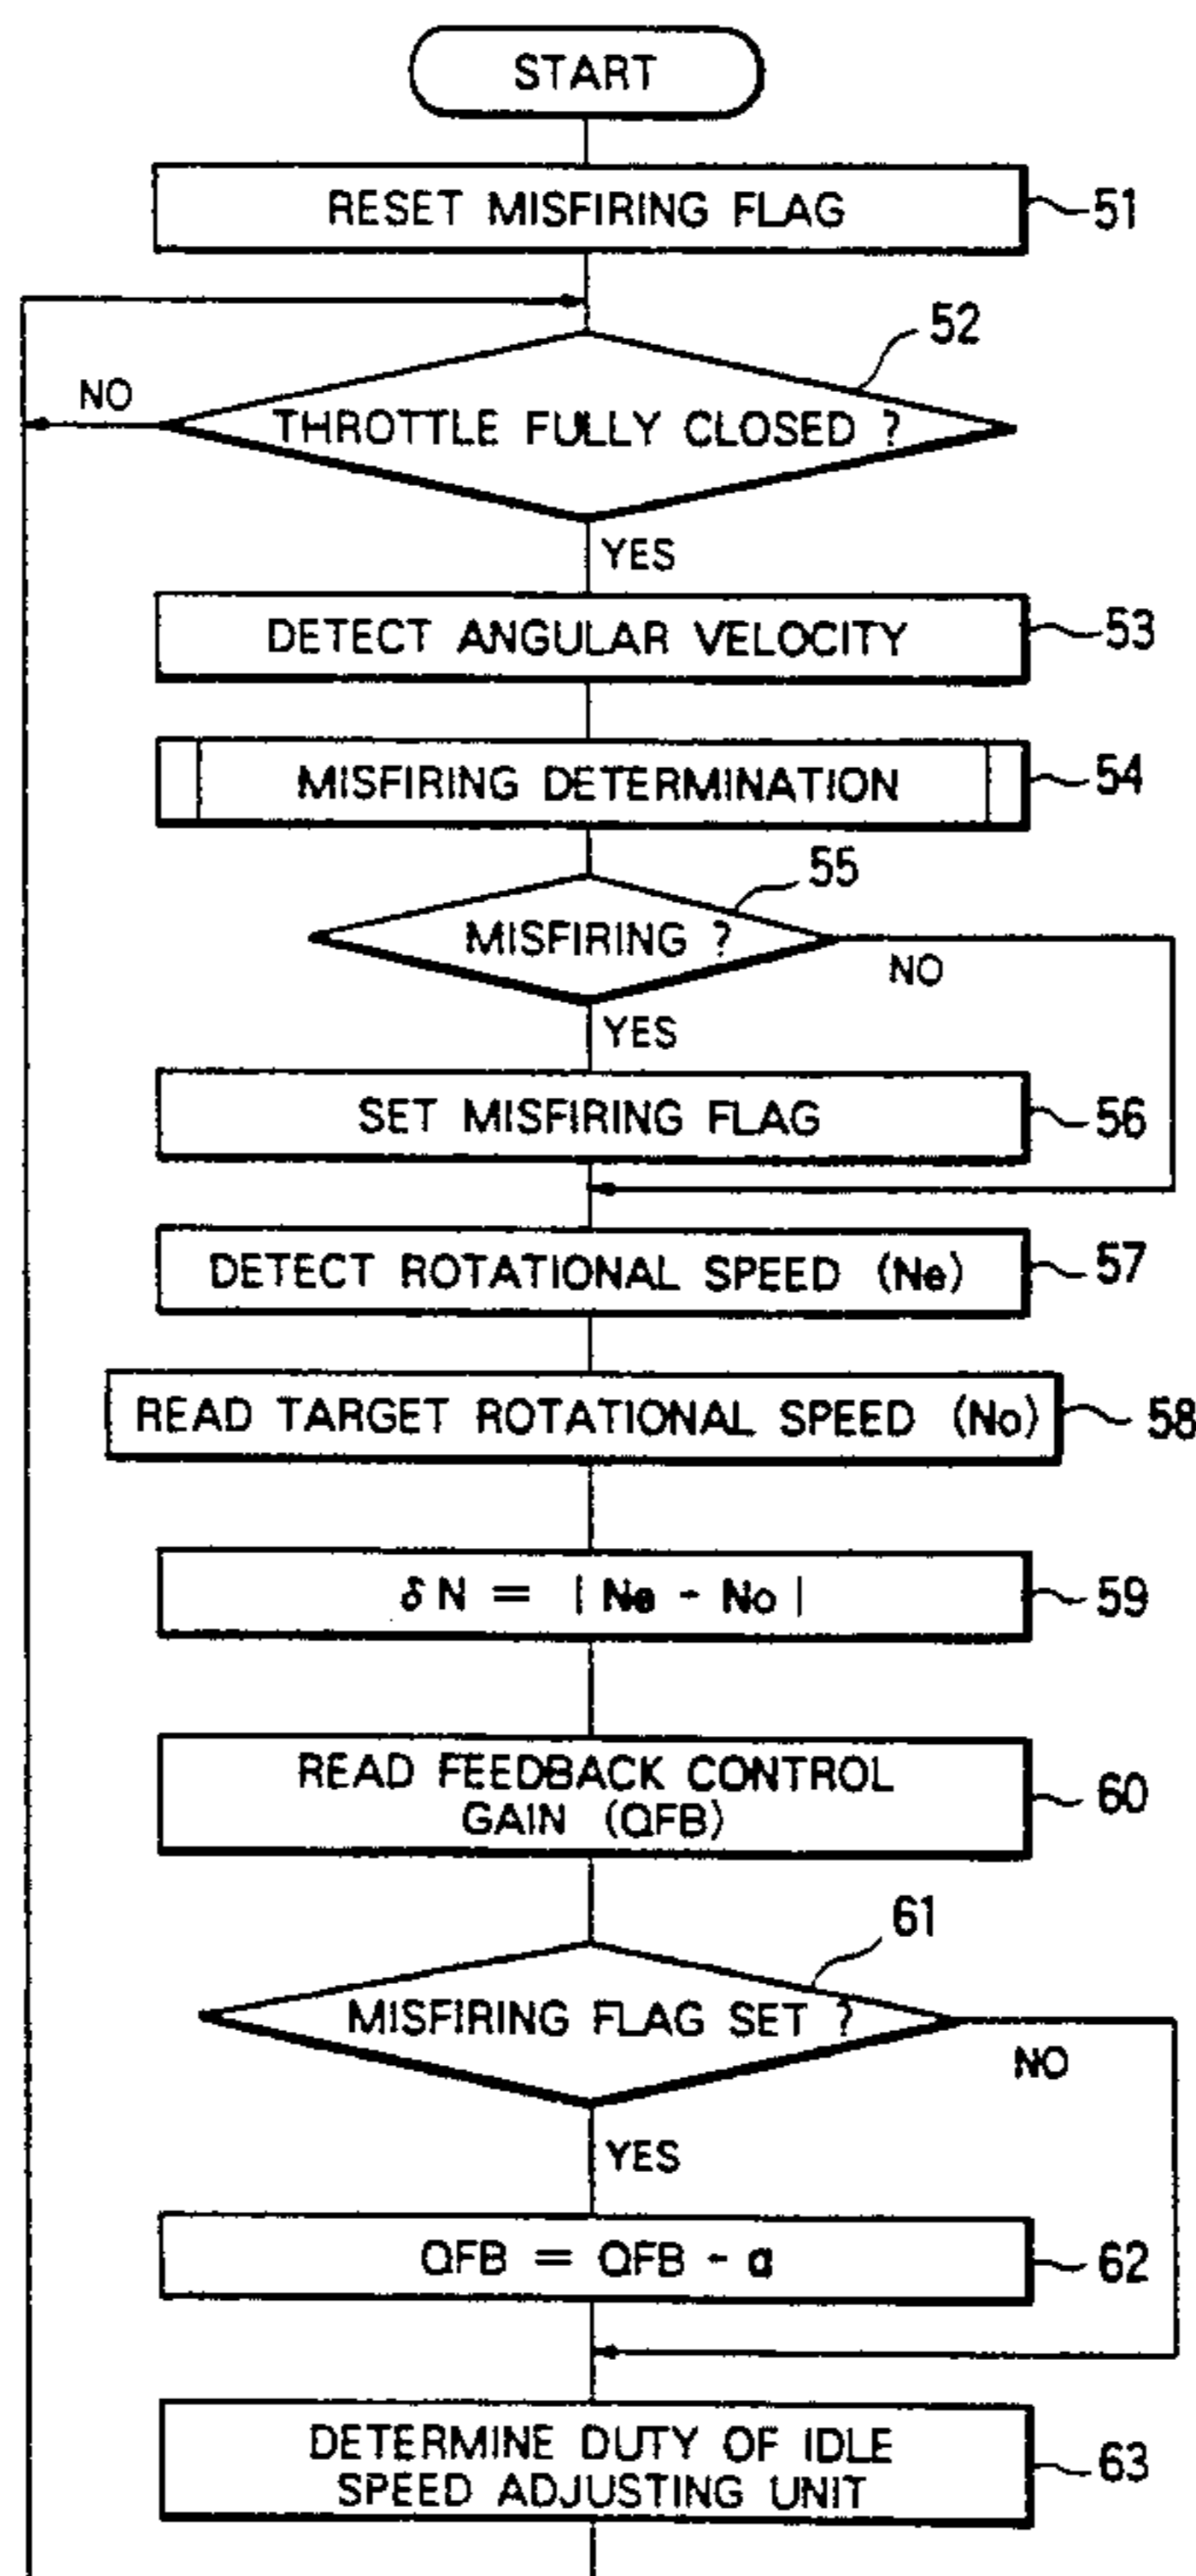 START
RESET MISFIRING FLAG
51
52
NO
THROTTLE FULLY CLOSED ?
YES
DETECT ANGULAR VELOCITY
53
MISFIRING DETERMINATION
54
55
MISFIRING ?
NO
YES
SET MISFIRING FLAG
56
DETECT ROTATIONAL SPEED (Ne)
57
READ TARGET ROTATIONAL SPEED (No)
58
δN = | Ne - No |
59
READ FEEDBACK CONTROL
GAIN (QFB)
60
61
MISFIRING FLAG SET ?
NO
YES
QFB = QFB - α
62
DETERMINE DUTY OF IDLE
SPEED ADJUSTING UNIT
63